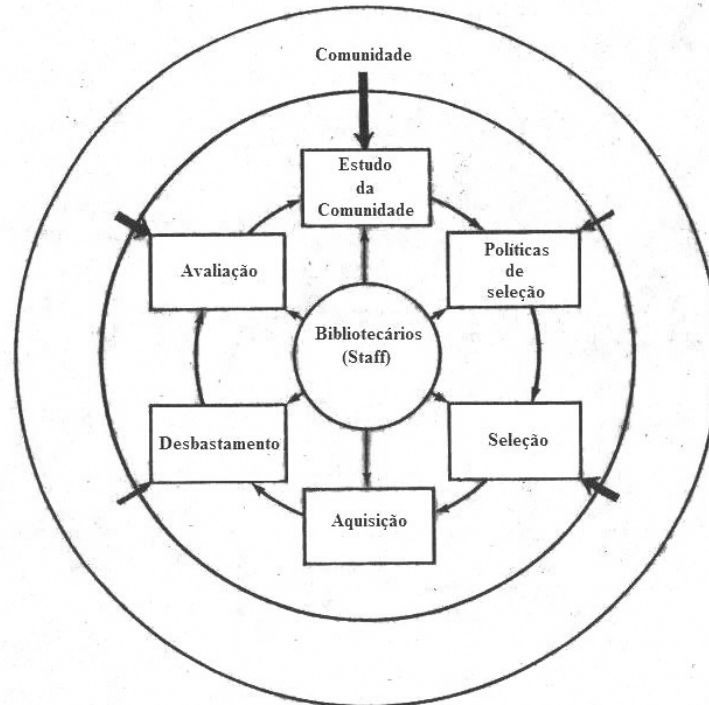 Comunidade
Estudo
da
Comunidade
Políticas
de
seleção
Avaliação
Bibliotecários
(Staff)
Desbastamento
Seleção
Aquisição